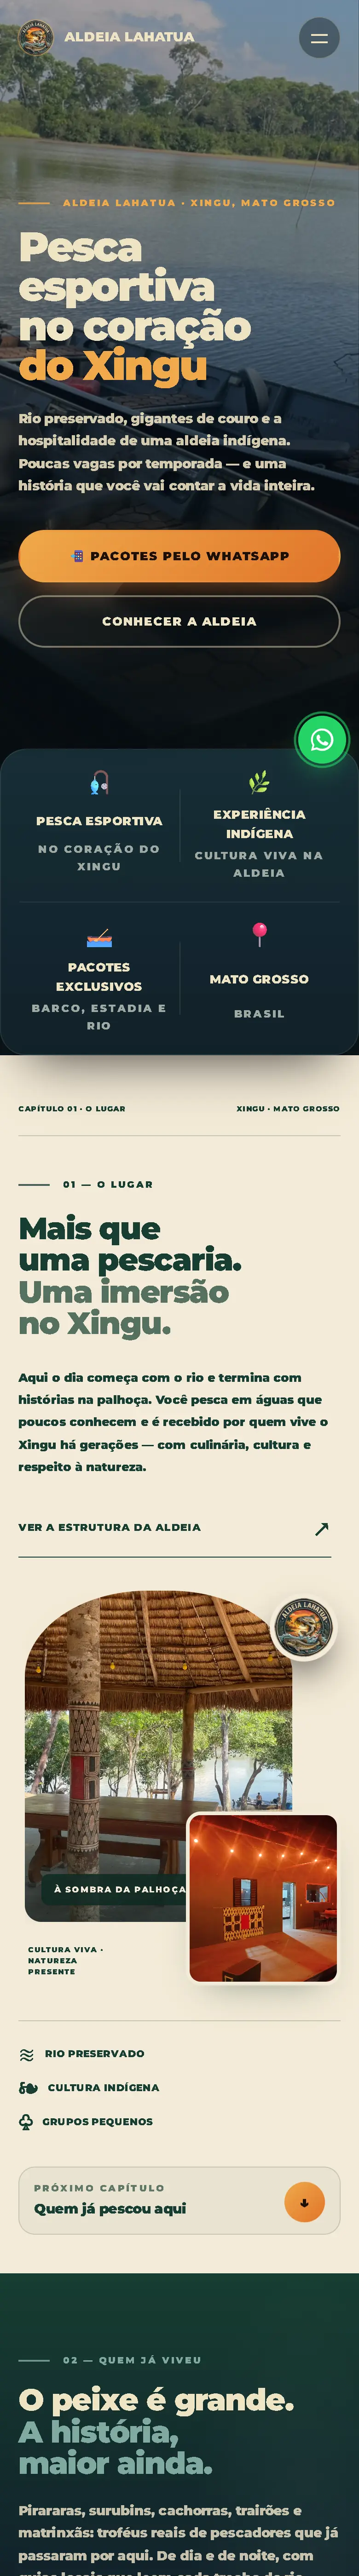 ALDEIA LAHATUA
ALDEIA LAHATUA · XINGU, MATO GROSSO
Pesca
esportiva
no coração
do Xingu
Rio preservado, gigantes de couro e a
hospitalidade de uma aldeia indígena.
Poucas vagas por temporada — e uma
história que você vai contar a vida inteira.
PACOTES PELO WHATSAPP
CONHECER A ALDEIA
PESCA ESPORTIVA
NO CORAÇÃO DO
XINGU
EXPERIÊNCIA
INDÍGENA
CULTURA VIVA NA
ALDEIA
PACOTES
EXCLUSIVOS
BARCO, ESTADIA E
RIO
MATO GROSSO
BRASIL
CAPÍTULO 01 · O LUGAR
XINGU · MATO GROSSO
01 — O LUGAR
Mais que
uma pescaria.
Uma imersão
no Xingu.
Aqui o dia começa com o rio e termina com
histórias na palhoça. Você pesca em águas que
poucos conhecem e é recebido por quem vive o
Xingu há gerações — com culinária, cultura e
respeito à natureza.
VER A ESTRUTURA DA ALDEIA
ALDEIA LAHATUA
À SOMBRA DA PALHOÇA
CULTURA VIVA ·
NATUREZA
PRESENTE
RIO PRESERVADO
CULTURA INDÍGENA
GRUPOS PEQUENOS
PRÓXIMO CAPÍTULO
Quem já pescou aqui
02 — QUEM JÁ VIVEU
O peixe é grande.
A história,
maior ainda.
Pirararas, surubins, cachorras, trairões e
matrinxãs: troféus reais de pescadores que já
passaram por aqui. De dia e de noite, com